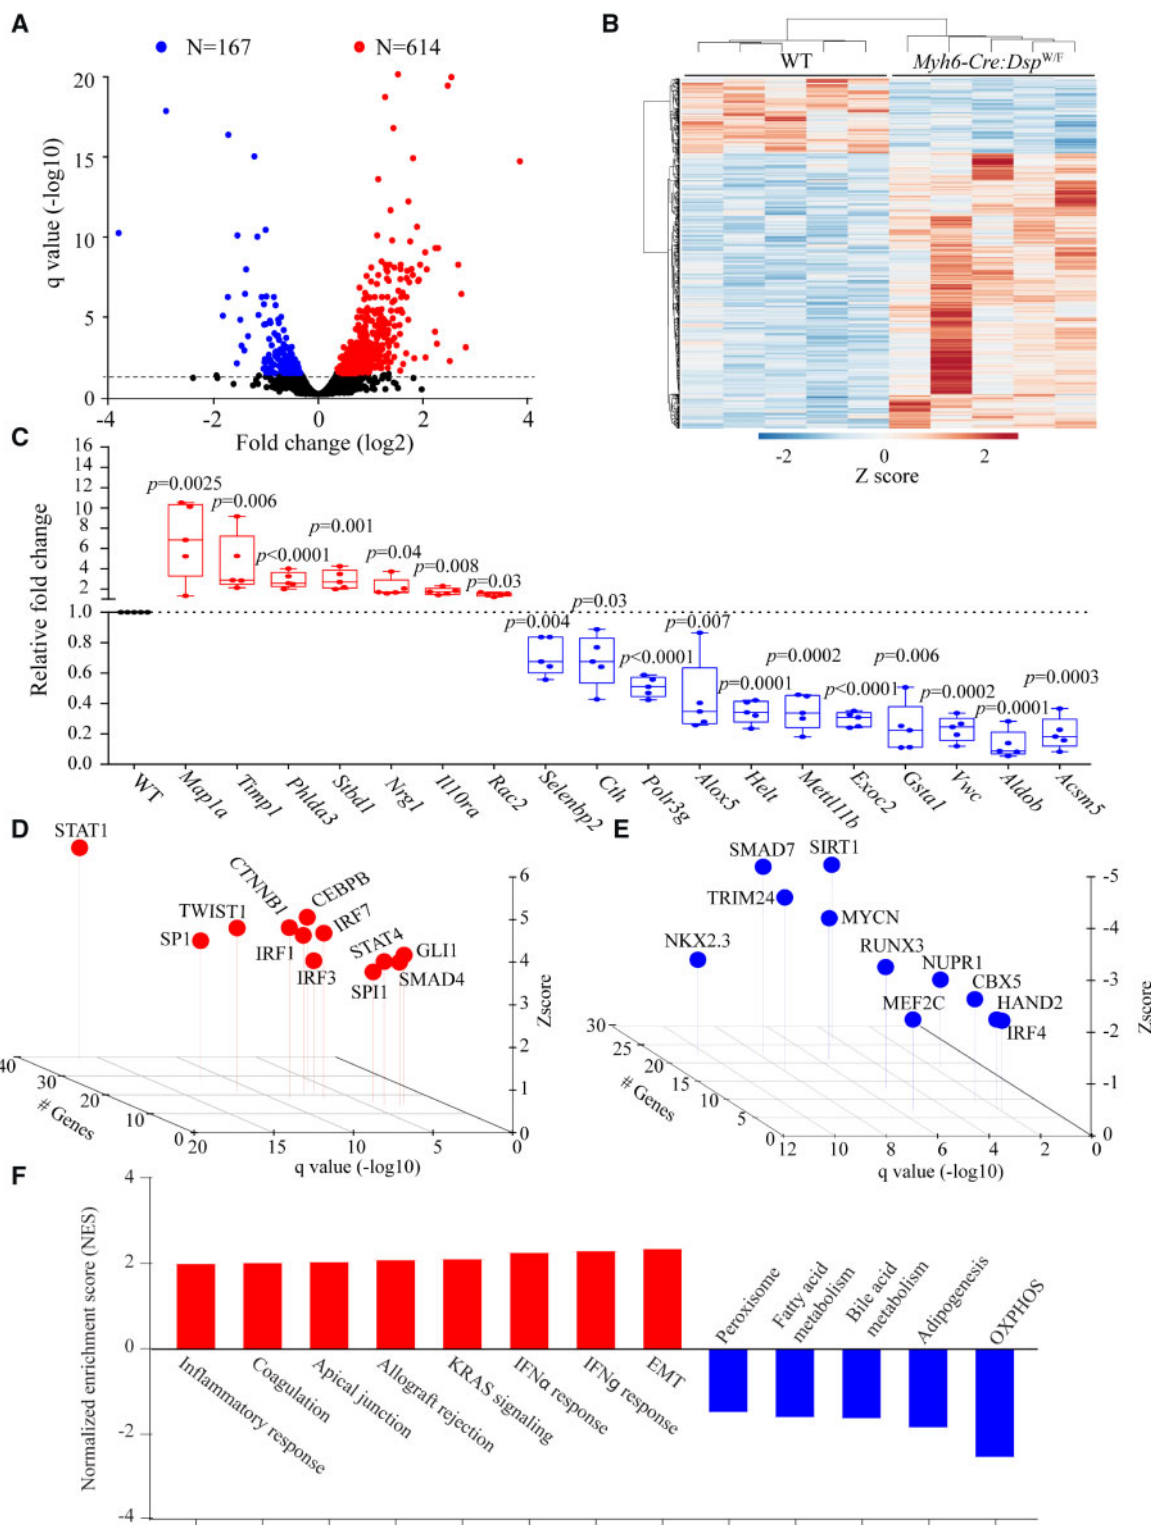 A
N=167
N=614
q value (-log10)
20
15
10
5
0
-4
-2
0
2
4
Fold change (log2)
B
WT
Myh6-Cre:Dsp^W/F
-2
0
2
Z score
C
Relative fold change
16
14
12
10
8
6
4
2
1.0
0.8
0.6
0.4
0.2
0.0
p=0.0025
p=0.006
p<0.0001
p=0.001
p=0.04
p=0.008
p=0.03
p=0.004
p=0.03
p<0.0001
p=0.007
p=0.0001
p=0.0002
p<0.0001
p=0.006
p=0.0002
p=0.0001
p=0.0003
WT
Map1a
Timp1
Phlda3
Stbd1
Nrg1
Il10ra
Rac2
Selenbp2
Cth
Polr3g
Alox5
Helt
Mettl11b
Exoc2
Gsta1
Vwc
Aldob
Acsm5
D
STAT1
TWIST1
SP1
CTNNB1
CEBPB
IRF7
IRF1
IRF3
STAT4
GLI1
SPI1
SMAD4
6
5
4
3
2
1
0
Zscore
40
30
20
10
0
# Genes
20
15
10
5
q value (-log10)
E
SMAD7
SIRT1
TRIM24
MYCN
NKX2.3
RUNX3
NUPR1
CBX5
MEF2C
HAND2
IRF4
-5
-4
-3
-2
-1
0
Zscore
30
25
20
15
10
5
0
# Genes
12
10
8
6
4
2
q value (-log10)
F
Normalized enrichment score (NES)
4
2
0
-2
-4
Inflammatory response
Coagulation
Apical junction
Allograft rejection
KRAS signaling
IFNα response
IFNg response
EMT
Peroxisome
Fatty acid
metabolism
Bile acid
metabolism
Adipogenesis
OXPHOS